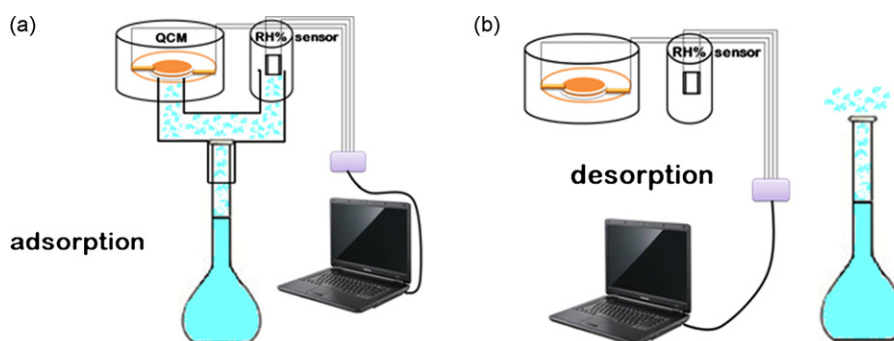 (a)
QCM
RH% sensor
adsorption
(b)
RH% sensor
desorption